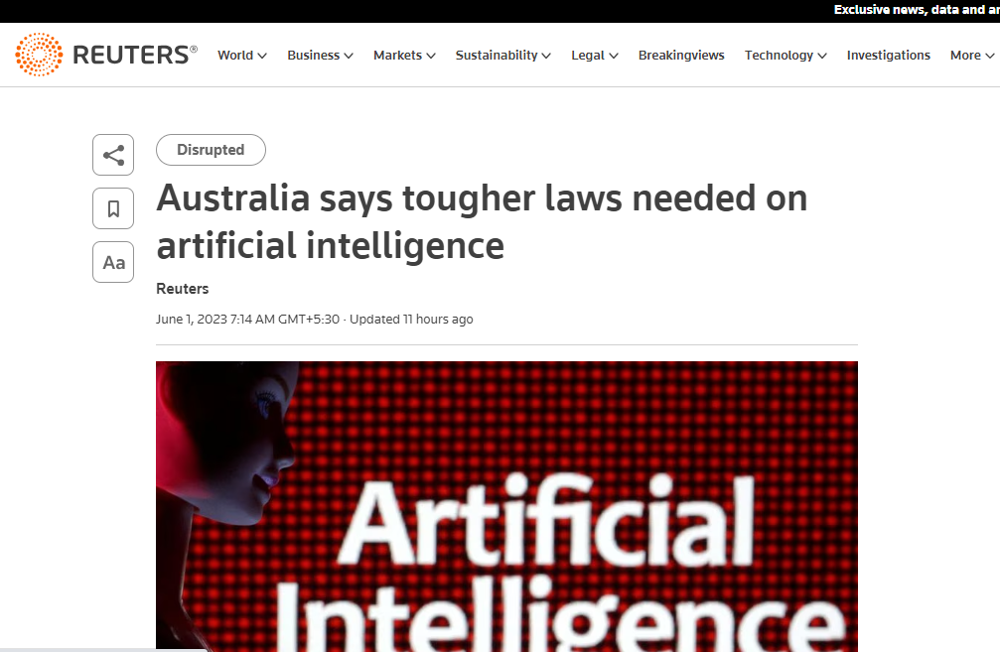 Exclusive news, data and
REUTERS® World Business Markets Sustainability Legal Breakingviews Technology Investigations More
Disrupted
Australia says tougher laws needed on
artificial intelligence
Aa
Reuters
June 1, 2023 7:14 AM GMT+5:30 · Updated 11 hours ago
Artificial
Intelligence